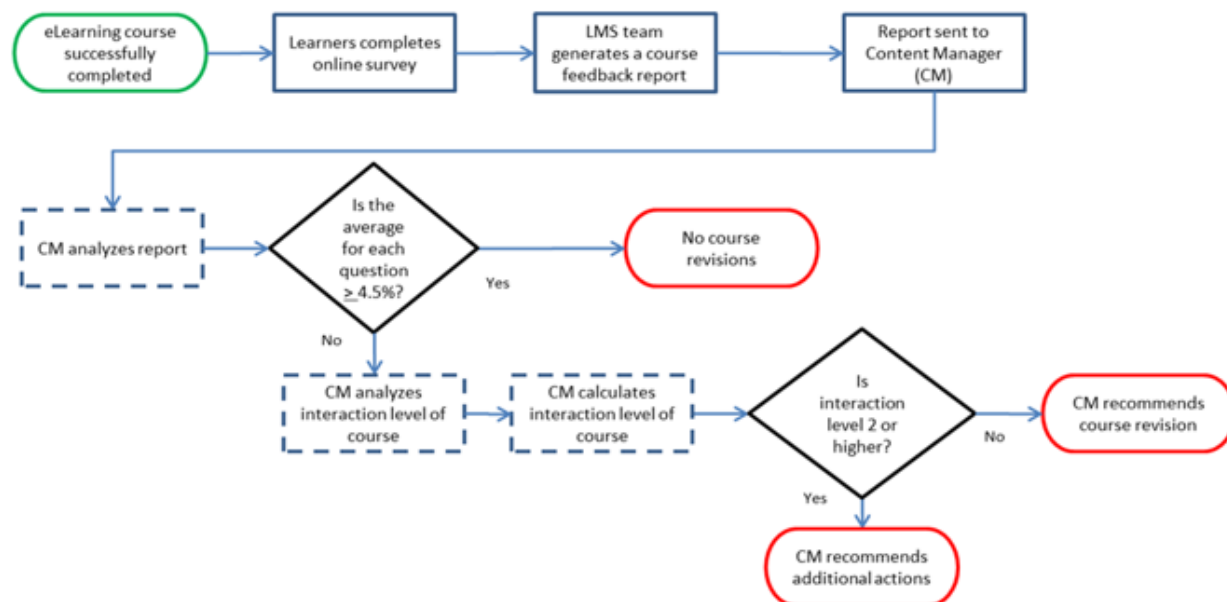 eLearning course
successfully
completed
Learners completes
online survey
LMS team
generates a course
feedback report
Report sent to
Content Manager
(CM)
CM analyzes report
Is the
average
for each
question
≥ 4.5%?
Yes
No course
revisions
No
CM analyzes
interaction level of
course
CM calculates
interaction level of
course
Is
interaction
level 2 or
higher?
No
CM recommends
course revision
Yes
CM recommends
additional actions